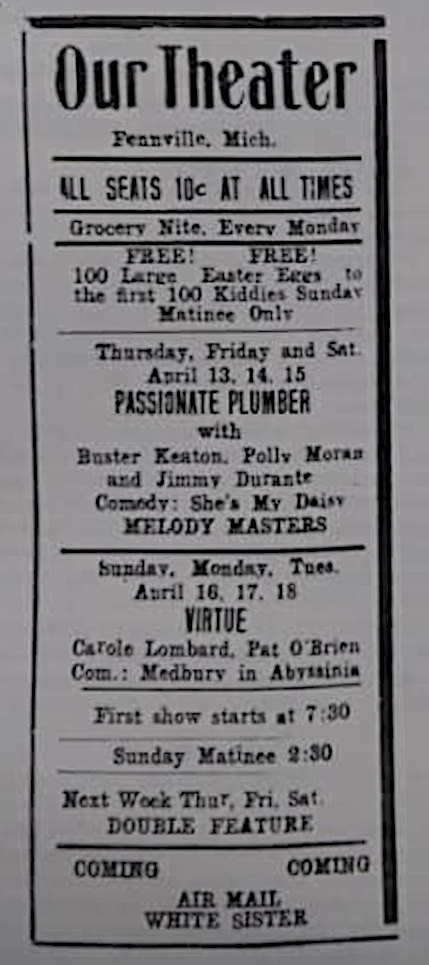 Our Theater
Fennville, Mich.
ALL SEATS 10c AT ALL TIMES
Grocery Nite, Every Monday
FREE! FREE!
100 Large Easter Eggs to
the first 100 Kiddies Sunday
Matinee Only
Thursday, Friday and Sat.
April 13, 14, 15
PASSIONATE PLUMBER
with
Buster Keaton, Polly Moran
and Jimmy Durante
Comedy: She's My Daisy
MELODY MASTERS
Sunday, Monday, Tues.
April 16, 17, 18
VIRTUE
Carole Lombard, Pat O'Brien
Com.: Medbury in Abyssinia
First show starts at 7:30
Sunday Matinee 2:30
Next Week Thur, Fri, Sat.
DOUBLE FEATURE
COMING COMING
AIR MAIL
WHITE SISTER